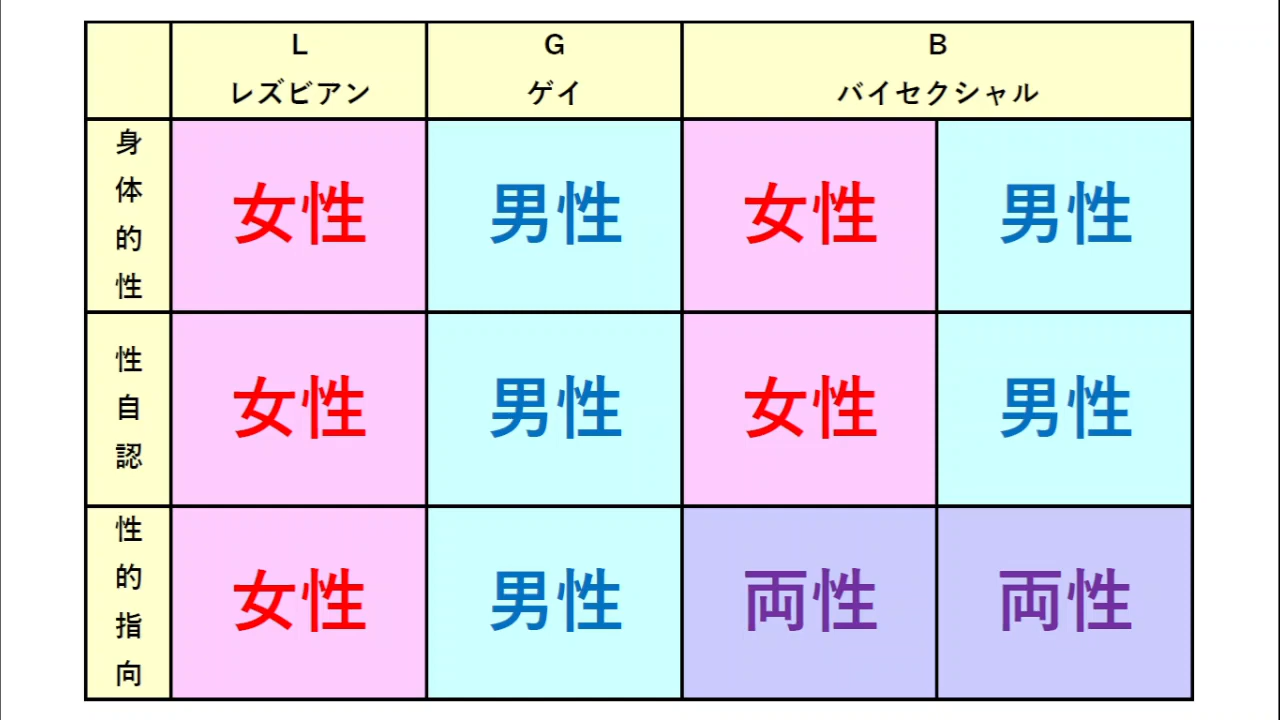 L
レズビアン
G
ゲイ
B
バイセクシャル
身体的性
女性
男性
女性
男性
性自認
女性
男性
女性
男性
性的指向
女性
男性
両性
両性